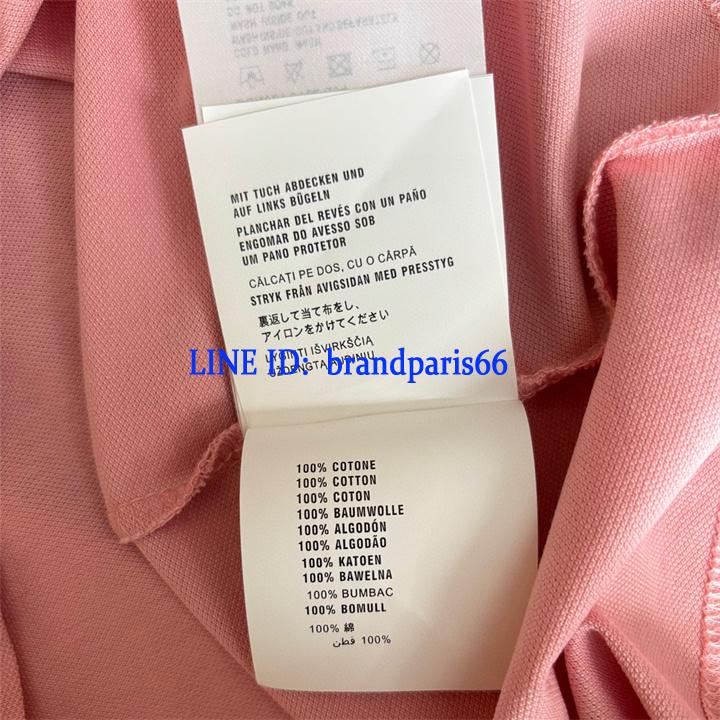 MIT TUCH ABDECKEN UND
AUF LINKS BÜGELN
PLANCHAR DEL REVÉS CON UN PAÑO
ENGOMAR DO AVESSO SOB
UM PANO PROTETOR
CĂLCAȚI PE DOS, CU O CÂRPĂ
STRYK FRÅN AVIGSIDAN MED PRESSTYG
裏返して当て布をし、
アイロンをかけてください
LYGINTI IŠVIRKŠČIĄ
LINE ID: brandparis66
100% COTONE
100% COTTON
100% COTON
100% BAUMWOLLE
100% ALGODÓN
100% ALGODÃO
100% KATOEN
100% BAWELNA
100% BUMBAC
100% BOMULL
100% 綿
100% قطن